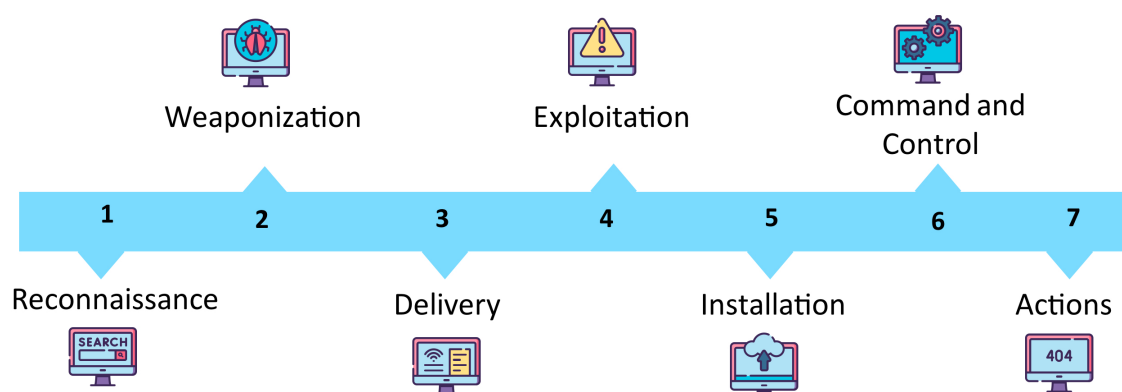 Weaponization
Exploitation
Command and
Control
1
2
3
4
5
6
7
Reconnaissance
Delivery
Installation
Actions
SEARCH
404